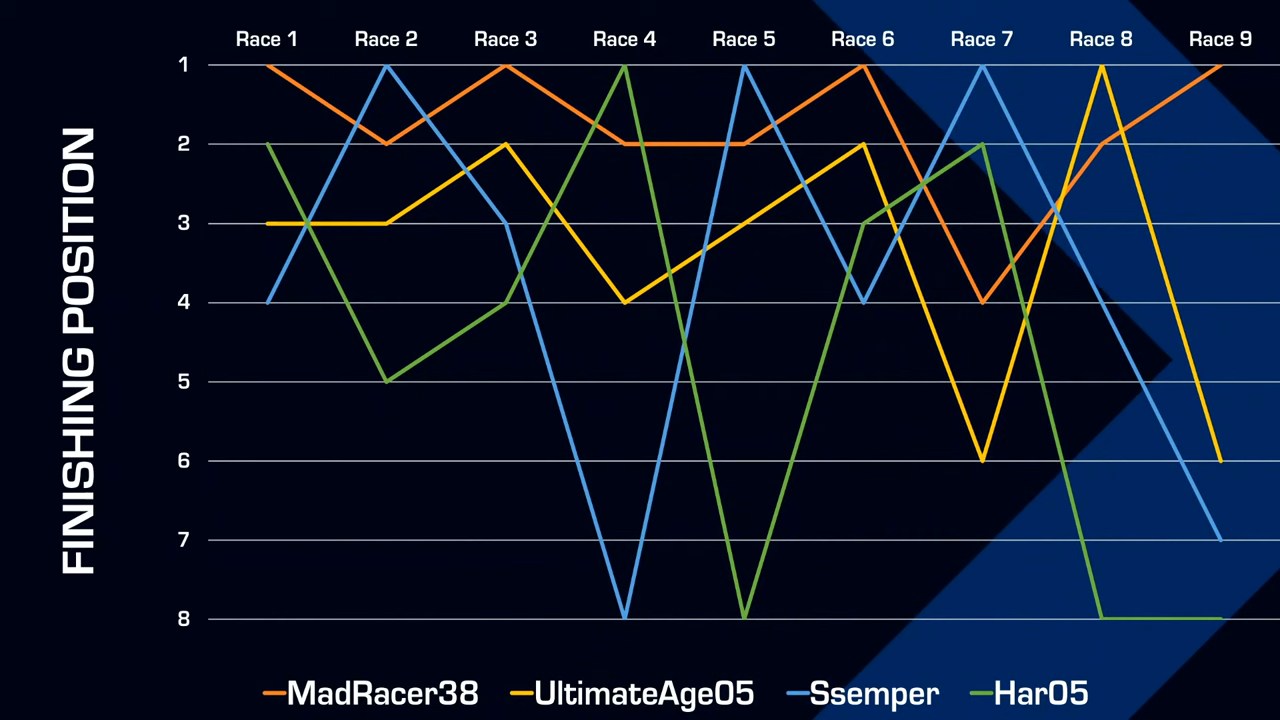 Race 1 Race 2 Race 3 Race 4 Race 5 Race 6 Race 7 Race 8 Race 9
1
2
3
4
5
6
7
8
FINISHING POSITION
MadRacer38 UltimateAge05 Ssemper Har05